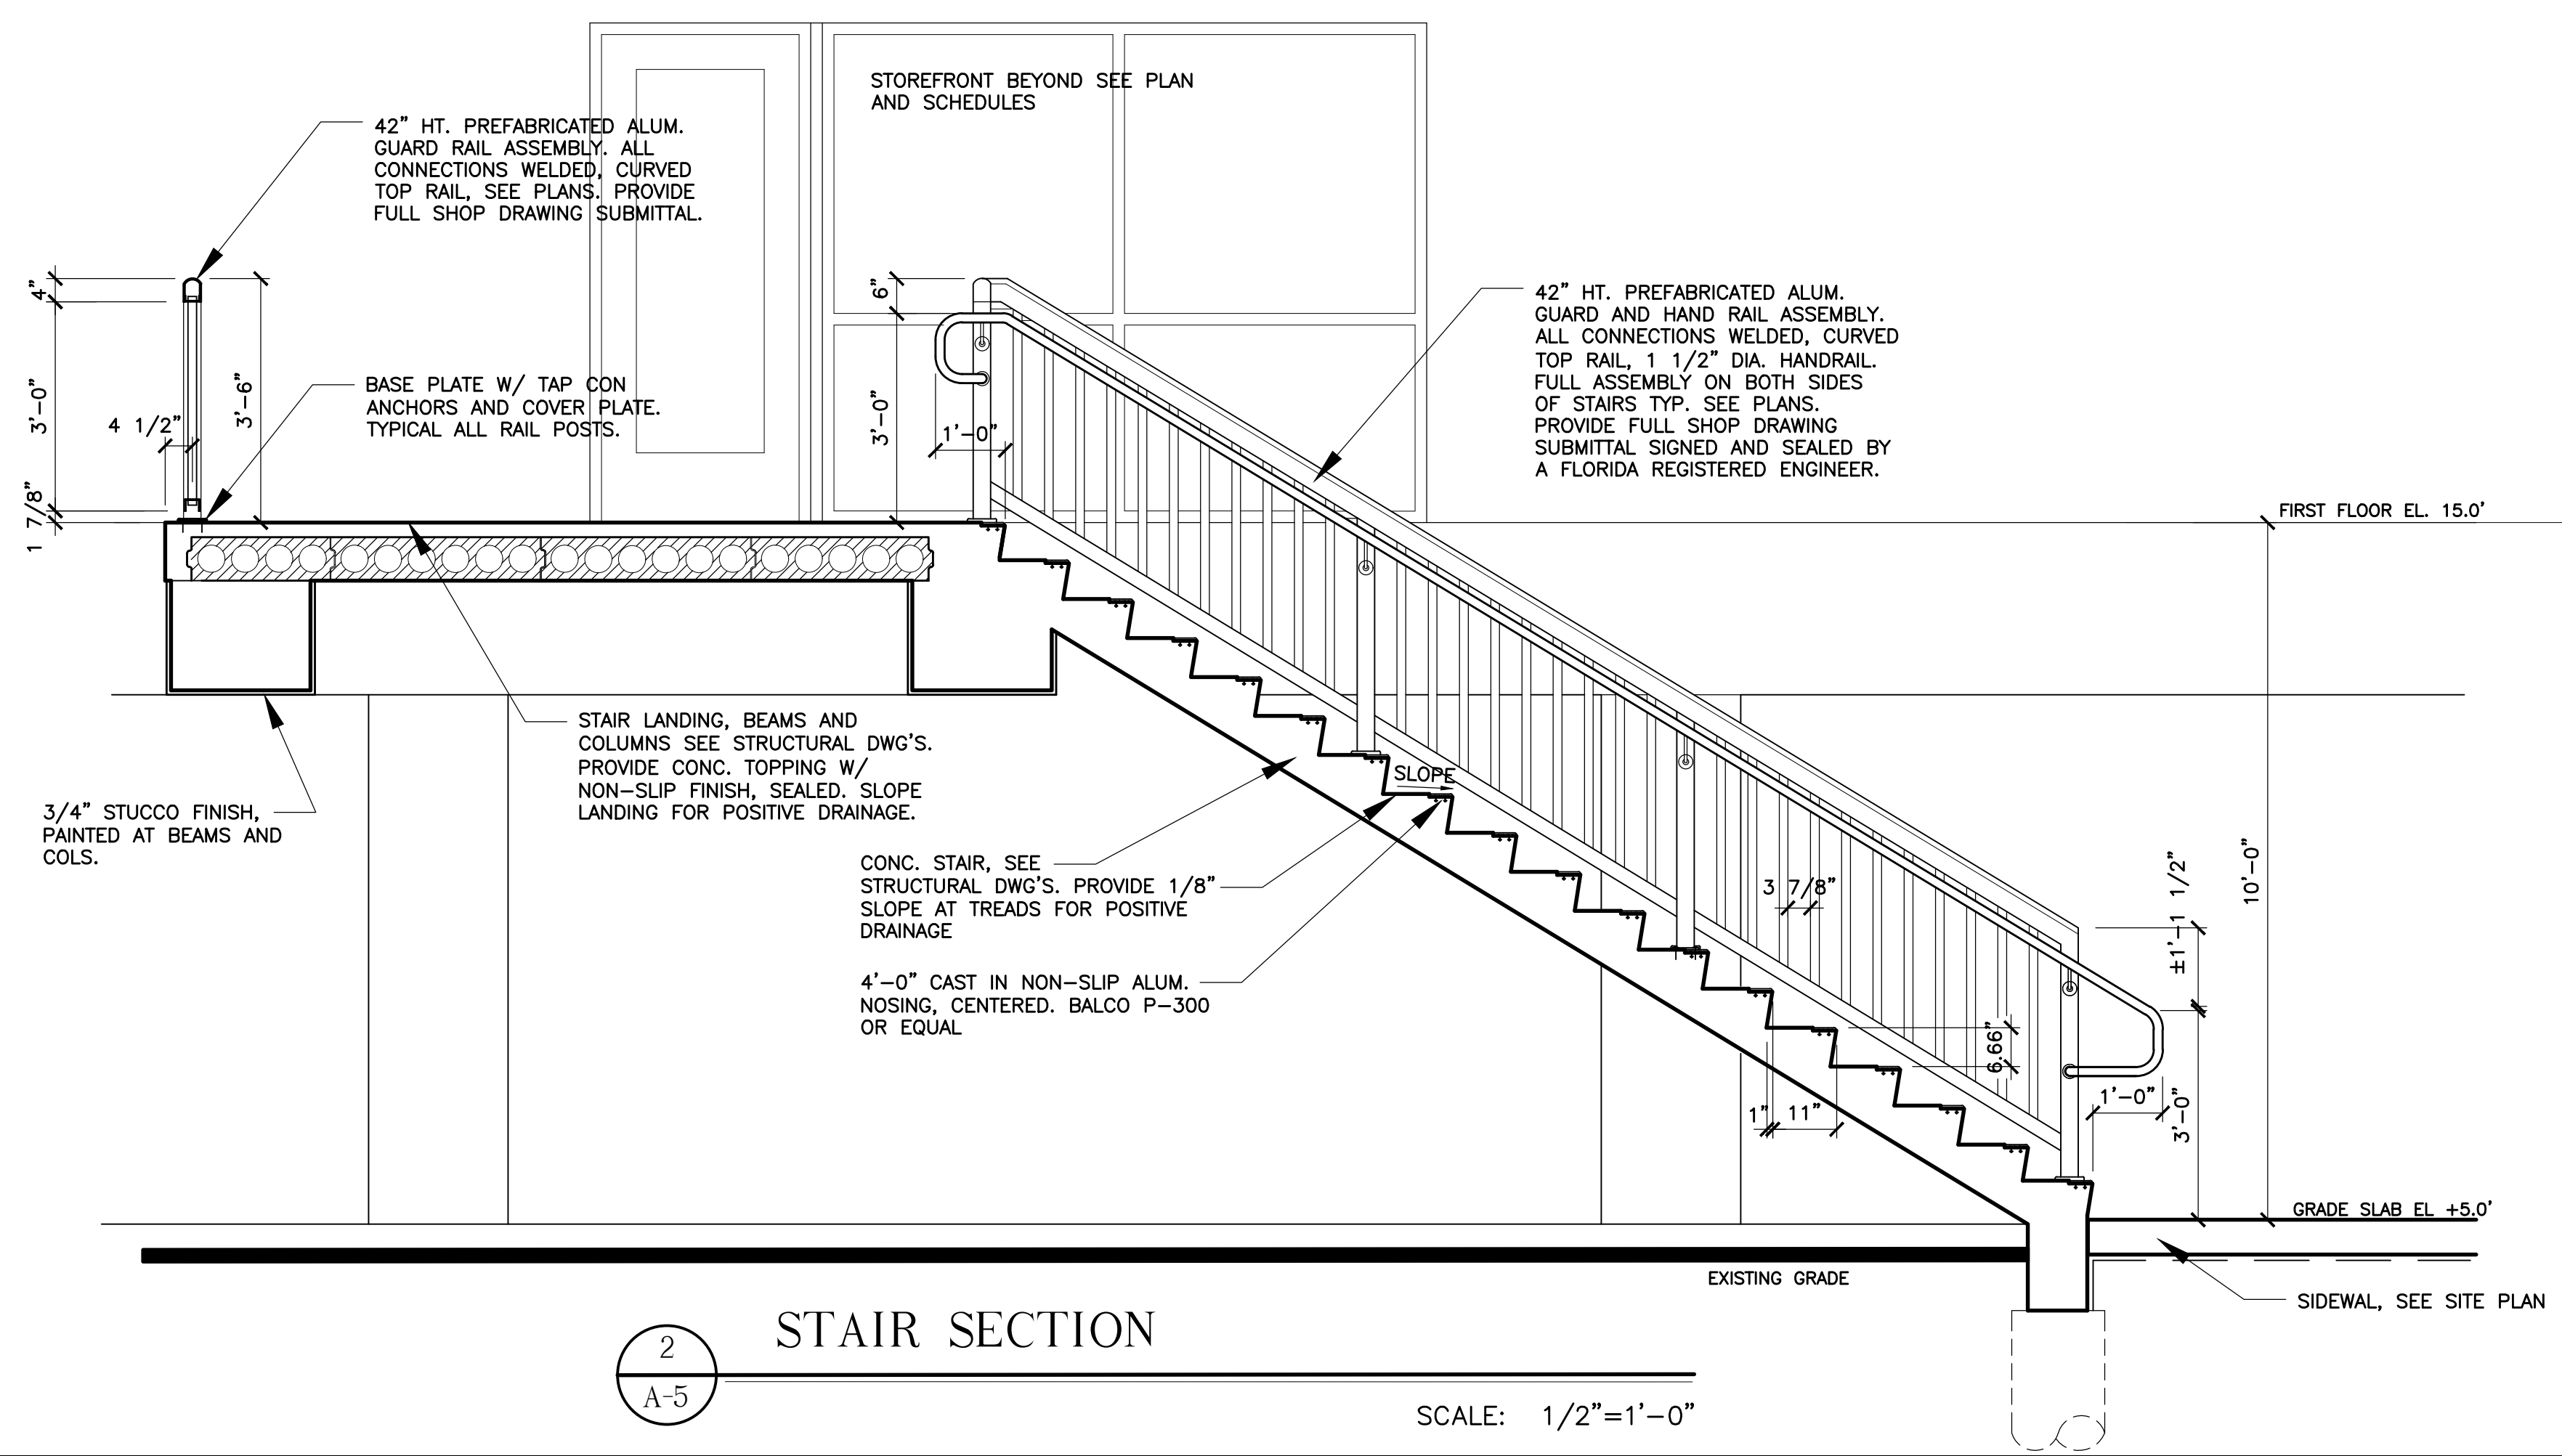 STOREFRONT BEYOND SEE PLAN
AND SCHEDULES
42" HT. PREFABRICATED ALUM.
GUARD RAIL ASSEMBLY. ALL
CONNECTIONS WELDED, CURVED
TOP RAIL, SEE PLANS. PROVIDE
FULL SHOP DRAWING SUBMITTAL.
4"
3'-0"
1 7/8"
4 1/2"
3'-6"
BASE PLATE W/ TAP CON
ANCHORS AND COVER PLATE.
TYPICAL ALL RAIL POSTS.
6"
3'-0"
1'-0"
42" HT. PREFABRICATED ALUM.
GUARD AND HAND RAIL ASSEMBLY.
ALL CONNECTIONS WELDED, CURVED
TOP RAIL, 1 1/2" DIA. HANDRAIL.
FULL ASSEMBLY ON BOTH SIDES
OF STAIRS TYP. SEE PLANS.
PROVIDE FULL SHOP DRAWING
SUBMITTAL SIGNED AND SEALED BY
A FLORIDA REGISTERED ENGINEER.
FIRST FLOOR EL. 15.0'
STAIR LANDING, BEAMS AND
COLUMNS SEE STRUCTURAL DWG'S.
PROVIDE CONC. TOPPING W/
NON-SLIP FINISH, SEALED. SLOPE
LANDING FOR POSITIVE DRAINAGE.
3/4" STUCCO FINISH,
PAINTED AT BEAMS AND
COLS.
SLOPE
CONC. STAIR, SEE
STRUCTURAL DWG'S. PROVIDE 1/8"
SLOPE AT TREADS FOR POSITIVE
DRAINAGE
4'-0" CAST IN NON-SLIP ALUM.
NOSING, CENTERED. BALCO P-300
OR EQUAL
3 7/8"
±1'-11 1/2"
10'-0"
6.66"
1"
11"
1'-0"
3'-0"
GRADE SLAB EL +5.0'
EXISTING GRADE
SIDEWAL, SEE SITE PLAN
2
A-5
STAIR SECTION
SCALE: 1/2"=1'-0"